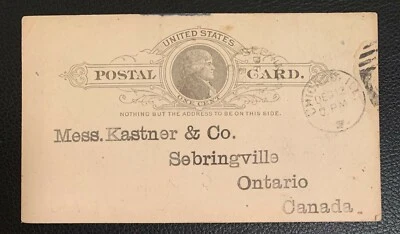 UNITED STATES
POSTAL CARD.
ONE CENT
NOTHING BUT THE ADDRESS TO BE ON THIS SIDE.
Mess. Kastner & Co.
Sebringville
Ontario
Canada.